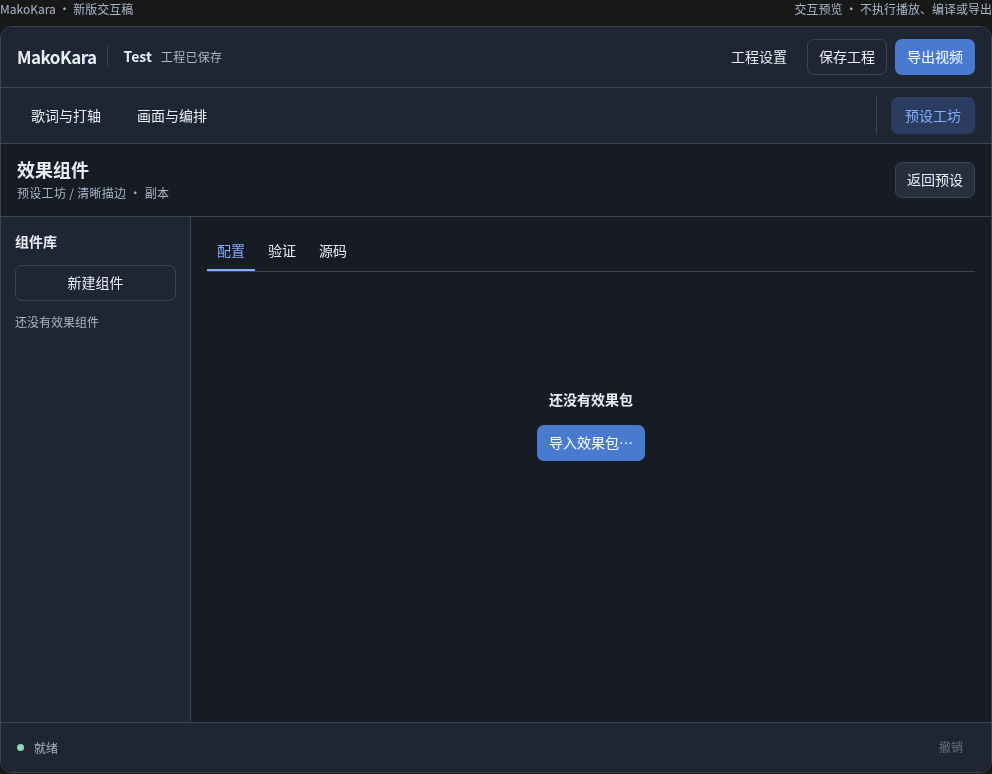 MakoKara · 新版交互稿
交互预览 · 不执行播放、编译或导出
MakoKara Test 工程已保存 工程设置 保存工程 导出视频
歌词与打轴 画面与编排 预设工坊
效果组件
预设工坊 / 清晰描边 · 副本
返回预设
组件库
新建组件
还没有效果组件
配置 验证 源码
还没有效果包
导入效果包…
就绪
撤销